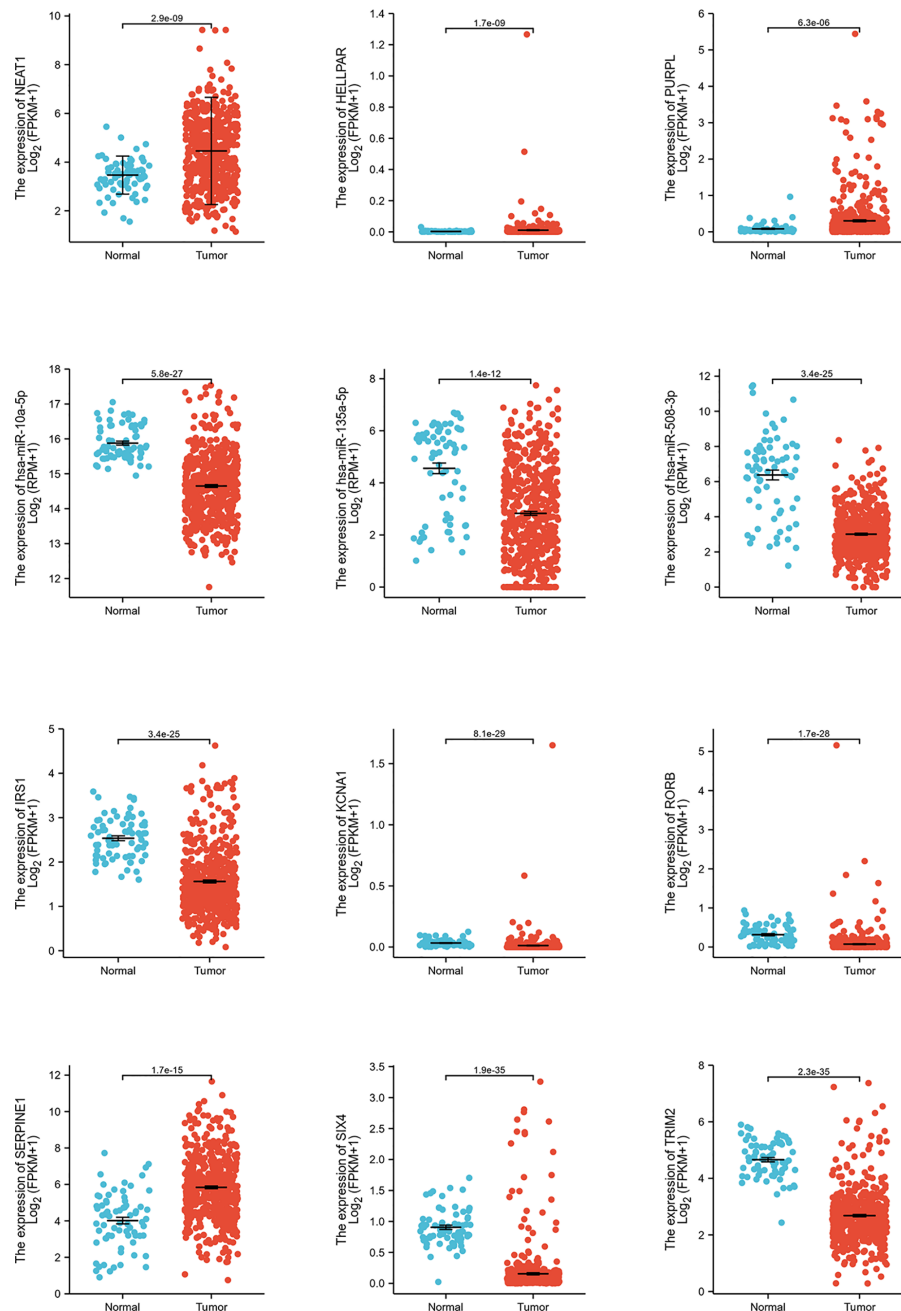 The expression of NEAT1
Log2 (FPKM+1)
10
8
6
4
2
2.9e-09
Normal
Tumor
The expression of HELLPAR
Log2 (FPKM+1)
1.4
1.2
1.0
0.8
0.6
0.4
0.2
0.0
1.7e-09
Normal
Tumor
The expression of PURPL
Log2 (FPKM+1)
6
5
4
3
2
1
0
6.3e-06
Normal
Tumor
The expression of hsa-miR-10a-5p
Log2 (RPM+1)
18
17
16
15
14
13
12
5.8e-27
Normal
Tumor
The expression of hsa-miR-135a-5p
Log2 (RPM+1)
8
6
4
2
0
1.4e-12
Normal
Tumor
The expression of hsa-miR-508-3p
Log2 (RPM+1)
12
10
8
6
4
2
0
3.4e-25
Normal
Tumor
The expression of IRS1
Log2 (FPKM+1)
5
4
3
2
1
0
3.4e-25
Normal
Tumor
The expression of KCNA1
Log2 (FPKM+1)
1.5
1.0
0.5
0.0
8.1e-29
Normal
Tumor
The expression of RORB
Log2 (FPKM+1)
5
4
3
2
1
0
1.7e-28
Normal
Tumor
The expression of SERPINE1
Log2 (FPKM+1)
12
10
8
6
4
2
0
1.7e-15
Normal
Tumor
The expression of SIX4
Log2 (FPKM+1)
3.5
3.0
2.5
2.0
1.5
1.0
0.5
0.0
1.9e-35
Normal
Tumor
The expression of TRIM2
Log2 (FPKM+1)
8
6
4
2
0
2.3e-35
Normal
Tumor